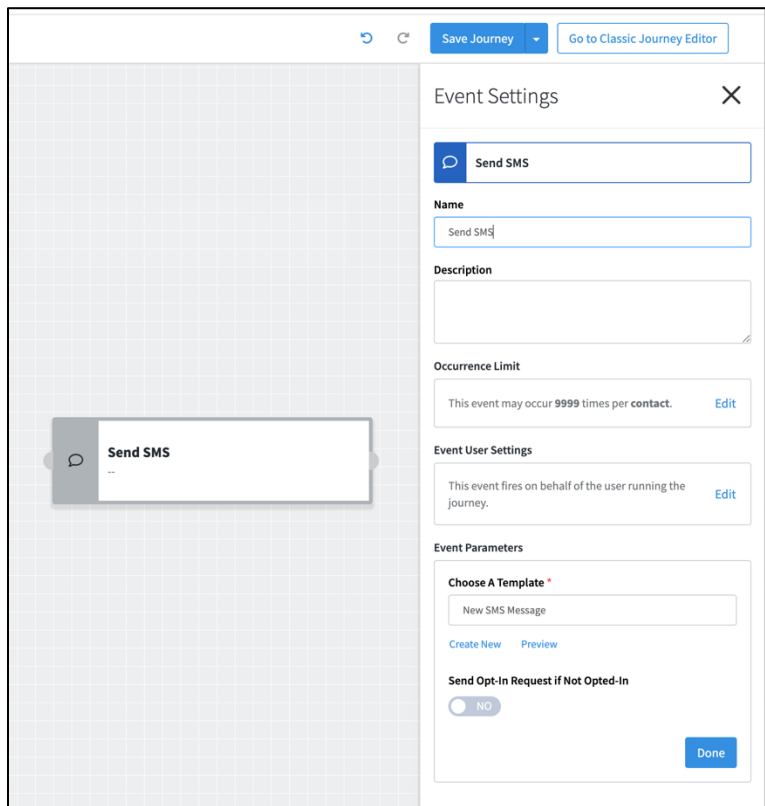 Save Journey
Go to Classic Journey Editor
Event Settings
Send SMS
Name
Send SMS
Description
Occurrence Limit
This event may occur 9999 times per contact.
Edit
Event User Settings
This event fires on behalf of the user running the
journey.
Edit
Event Parameters
Choose A Template *
New SMS Message
Create New
Preview
Send Opt-In Request if Not Opted-In
NO
Done
Send SMS
--